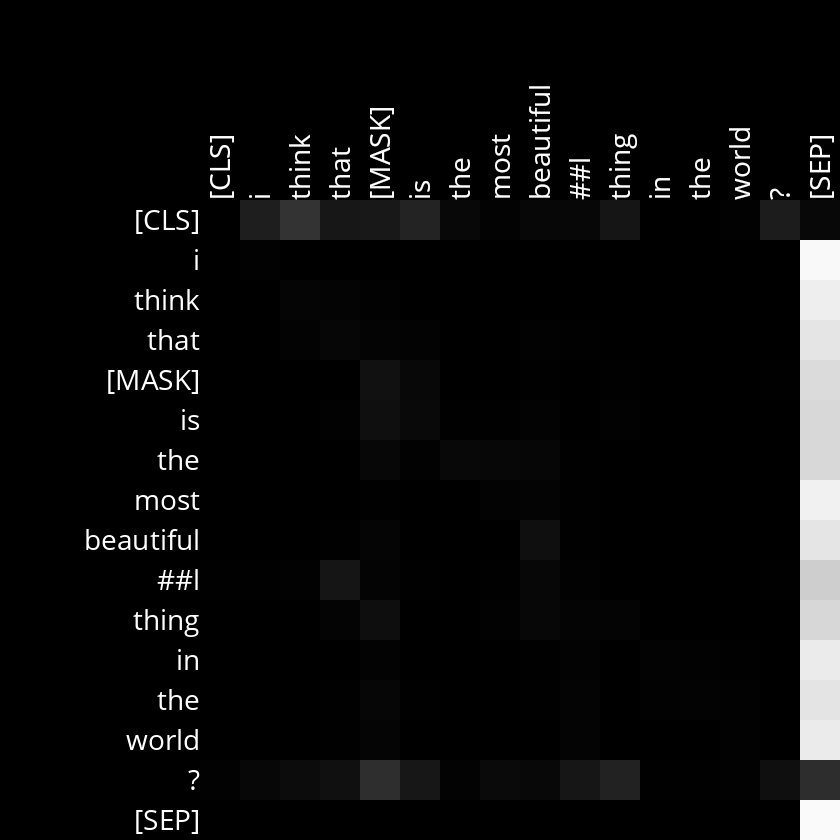 [CLS]
i
think
that
[MASK]
is
the
most
beautiful
##l
thing
in
the
world
?
[SEP]
[CLS]
i
think
that
[MASK]
is
the
most
beautiful
##l
thing
in
the
world
?
[SEP]